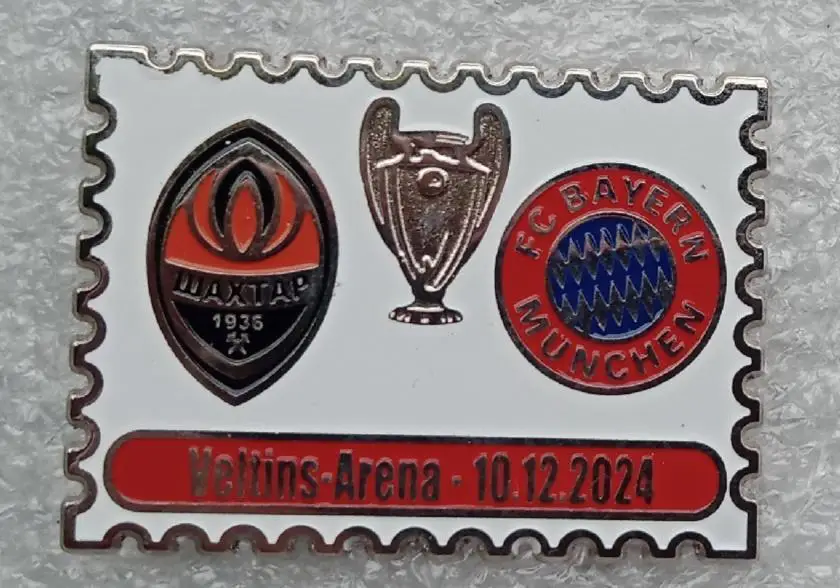 ШАХТАР
1936
FC BAYERN
MÜNCHEN
Veltins-Arena - 10.12.2024